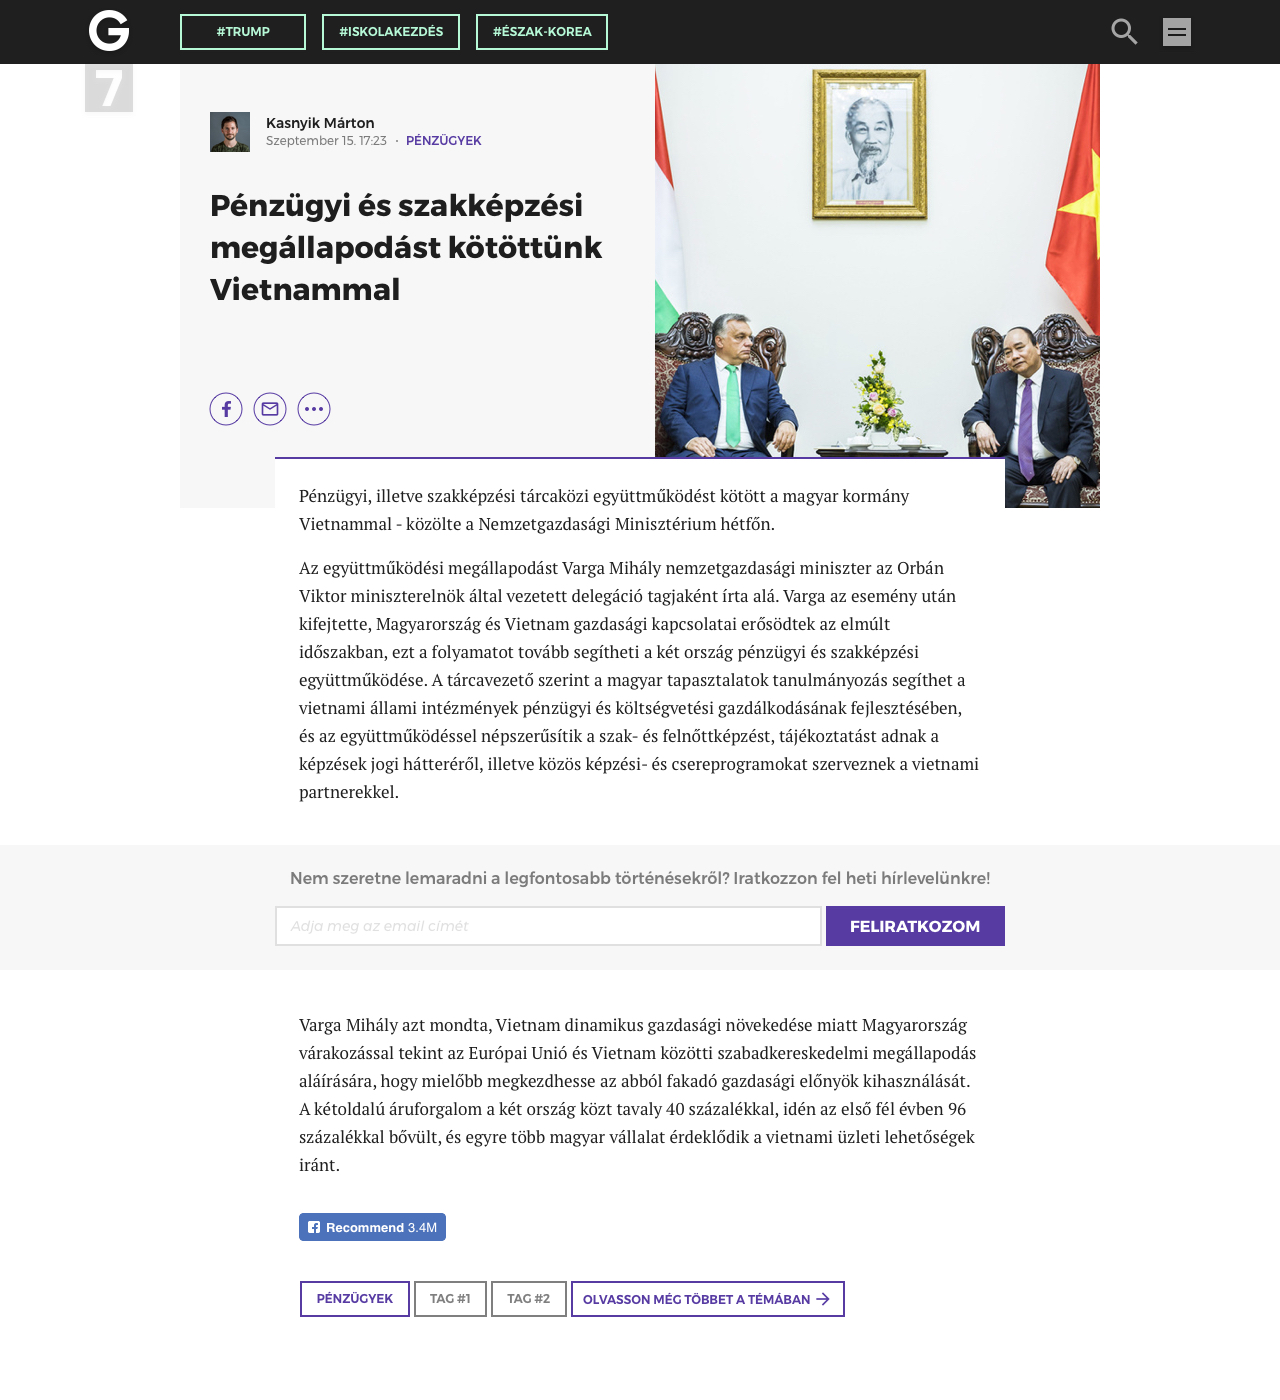 G
#TRUMP
#ISKOLAKEZDÉS
#ÉSZAK-KOREA
7
Kasnyik Márton
Szeptember 15. 17:23 · PÉNZÜGYEK
Pénzügyi és szakképzési
megállapodást kötöttünk
Vietnammal
Pénzügyi, illetve szakképzési tárcaközi együttműködést kötött a magyar kormány
Vietnammal - közölte a Nemzetgazdasági Minisztérium hétfőn.
Az együttműködési megállapodást Varga Mihály nemzetgazdasági miniszter az Orbán
Viktor miniszterelnök által vezetett delegáció tagjaként írta alá. Varga az esemény után
kifejtette, Magyarország és Vietnam gazdasági kapcsolatai erősödtek az elmúlt
időszakban, ezt a folyamatot tovább segítheti a két ország pénzügyi és szakképzési
együttműködése. A tárcavezető szerint a magyar tapasztalatok tanulmányozás segíthet a
vietnami állami intézmények pénzügyi és költségvetési gazdálkodásának fejlesztésében,
és az együttműködéssel népszerűsítik a szak- és felnőttképzést, tájékoztatást adnak a
képzések jogi hátteréről, illetve közös képzési- és csereprogramokat szerveznek a vietnami
partnerekkel.
Nem szeretne lemaradni a legfontosabb történésekről? Iratkozzon fel heti hírlevelünkre!
Adja meg az email címét
FELIRATKOZOM
Varga Mihály azt mondta, Vietnam dinamikus gazdasági növekedése miatt Magyarország
várakozással tekint az Európai Unió és Vietnam közötti szabadkereskedelmi megállapodás
aláírására, hogy mielőbb megkezdhesse az abból fakadó gazdasági előnyök kihasználását.
A kétoldalú áruforgalom a két ország közt tavaly 40 százalékkal, idén az első fél évben 96
százalékkal bővült, és egyre több magyar vállalat érdeklődik a vietnami üzleti lehetőségek
iránt.
Recommend 3.4M
PÉNZÜGYEK
TAG #1
TAG #2
OLVASSON MÉG TÖBBET A TÉMÁBAN